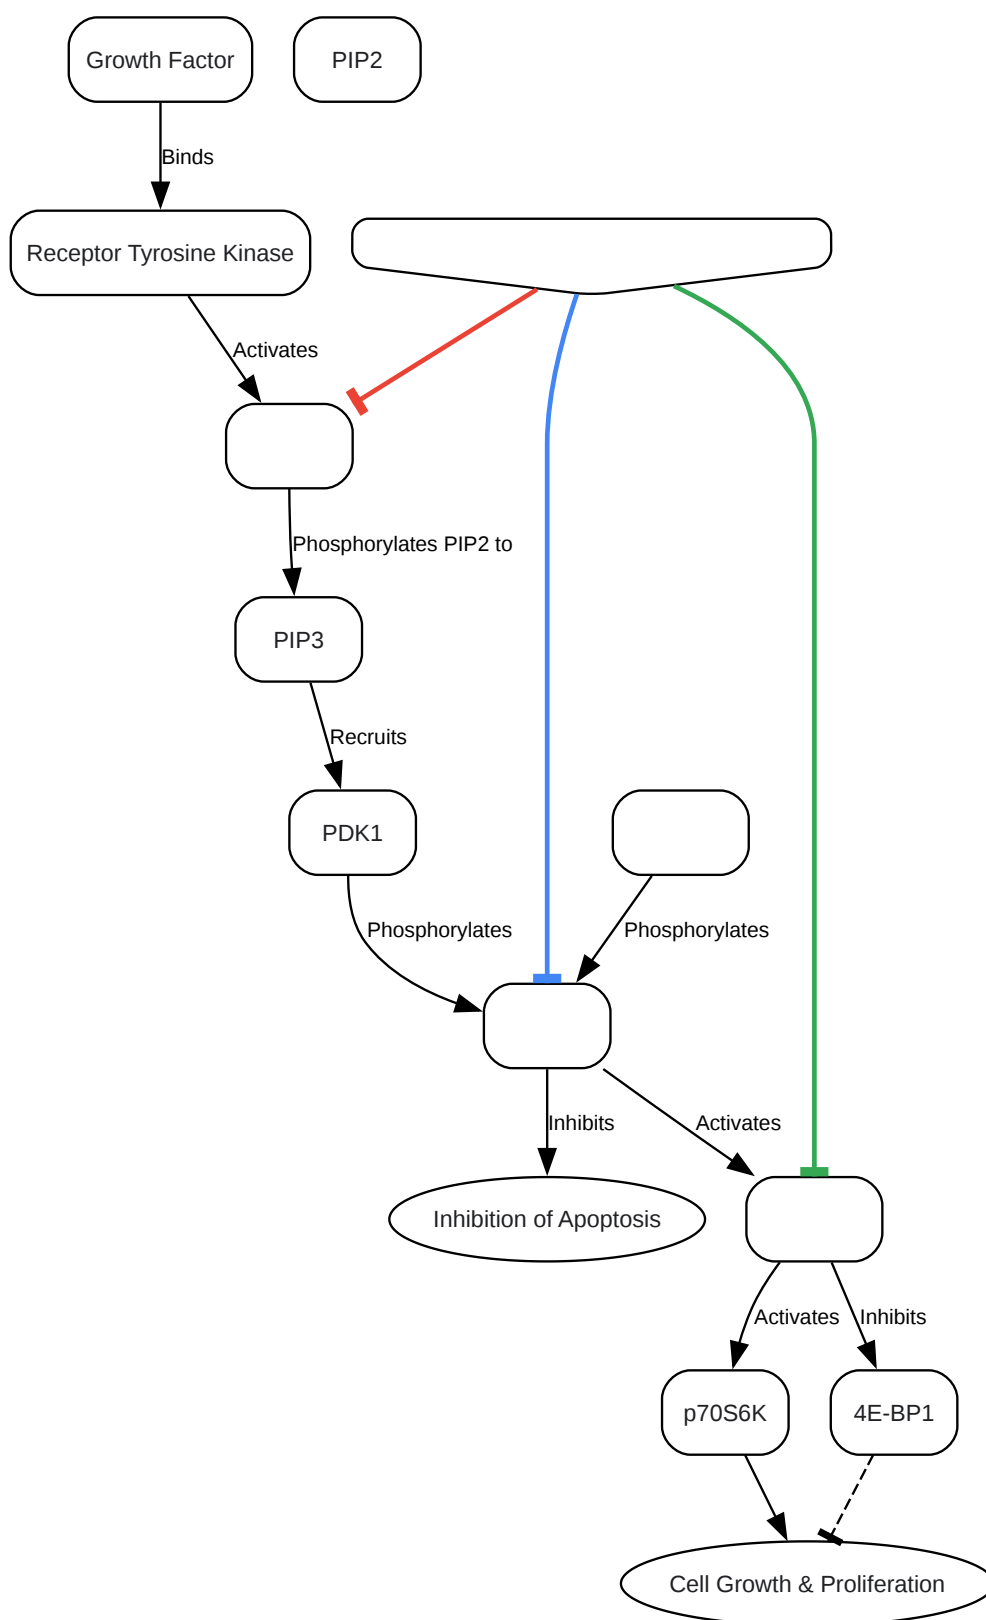 Growth Factor
PIP2
Binds
Receptor Tyrosine Kinase
Activates
Phosphorylates PIP2 to
PIP3
Recruits
PDK1
Phosphorylates
Phosphorylates
Inhibits
Activates
Inhibition of Apoptosis
Activates
Inhibits
p70S6K
4E-BP1
Cell Growth & Proliferation